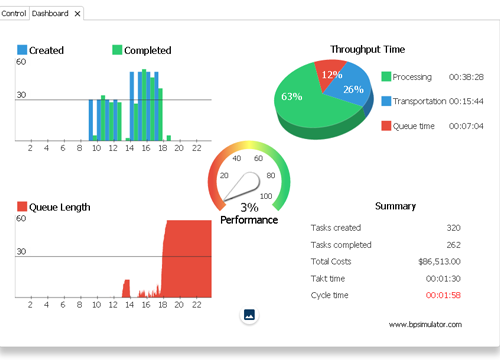 Control Dashboard X
Created Completed
60
30
2 4 6 8 10 12 14 16 18 20 22
Throughput Time
12%
26%
63%
Processing 00:38:28
Transportation 00:15:44
Queue time 00:07:04
0 20 40 60 80 100
3%
Performance
Queue Length
60
30
2 4 6 8 10 12 14 16 18 20 22
Summary
Tasks created 320
Tasks completed 262
Total Costs $86,513.00
Takt time 00:01:30
Cycle time 00:01:58
www.bpsimulator.com